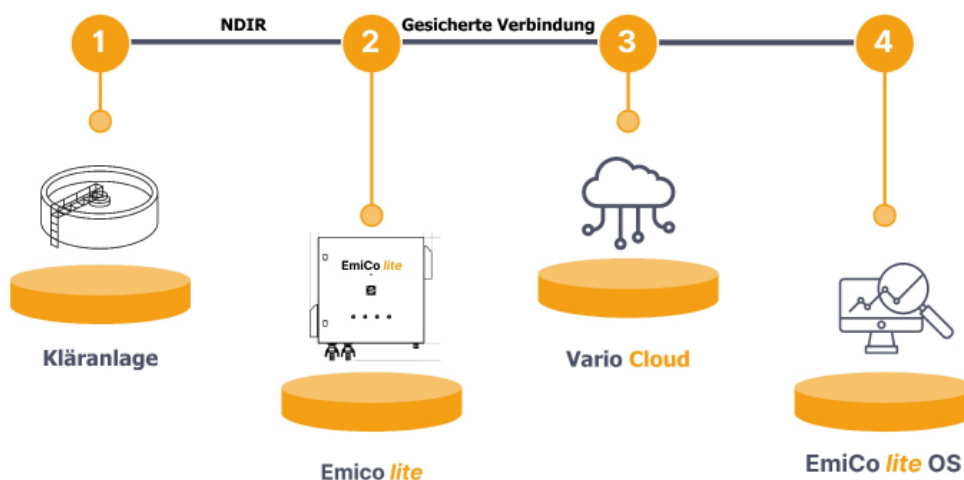 1
NDIR
2
Gesicherte Verbindung
3
4
EmiCo lite
Kläranlage
Vario Cloud
Emico lite
EmiCo lite OS